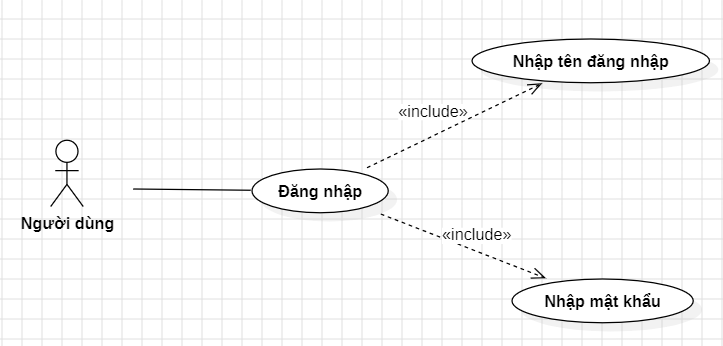 Nhập tên đăng nhập
«include»
Đăng nhập
Người dùng
«include»
Nhập mật khẩu